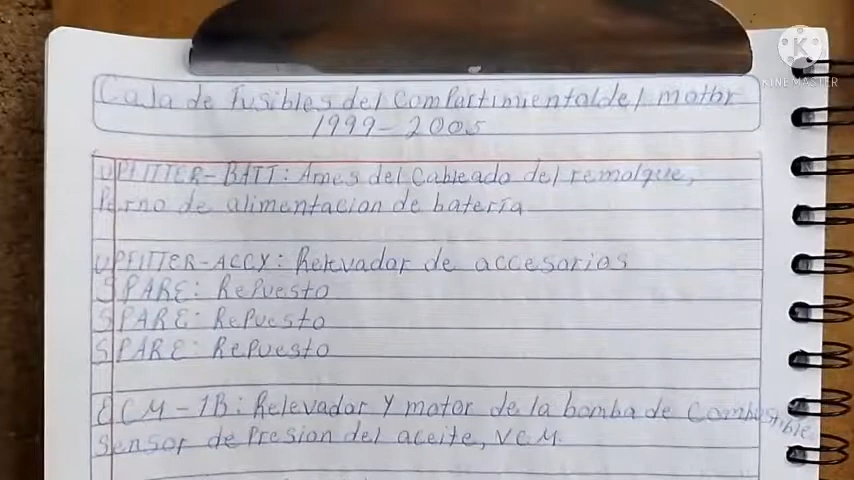 Caja de Fusibles del Compartimiental del motor
1999-2005
KINEMASTER
UPFITTER-BATT: Arnes del Cableado del remolque,
Perno de alimentacion de bateria
UPFITTER-ACCY: Relevador de accesorios
SPARE: Repuesto
SPARE: Repuesto
SPARE: Repuesto
ECM-1B: Relevador y motor de la bomba de Combustible
Sensor de Presion del aceite, VCM.